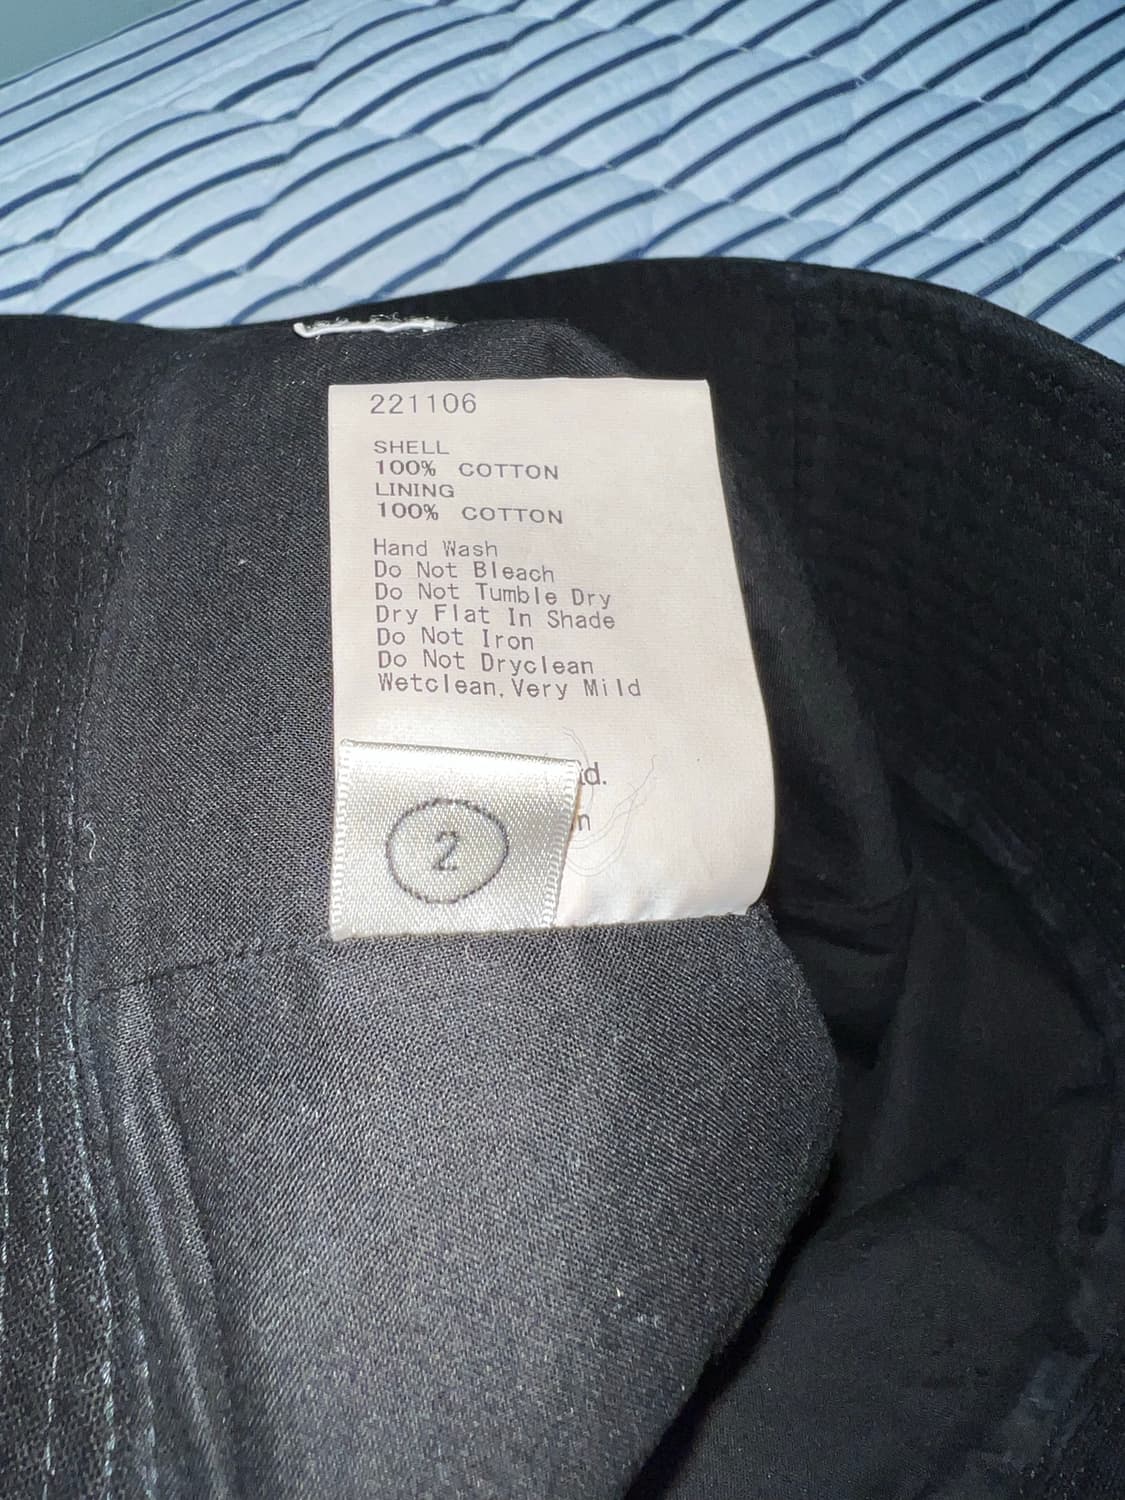 221106
SHELL
100% COTTON
LINING
100% COTTON
Hand Wash
Do Not Bleach
Do Not Tumble Dry
Dry Flat In Shade
Do Not Iron
Do Not Dryclean
Wetclean,Very Mild
d.
n
2